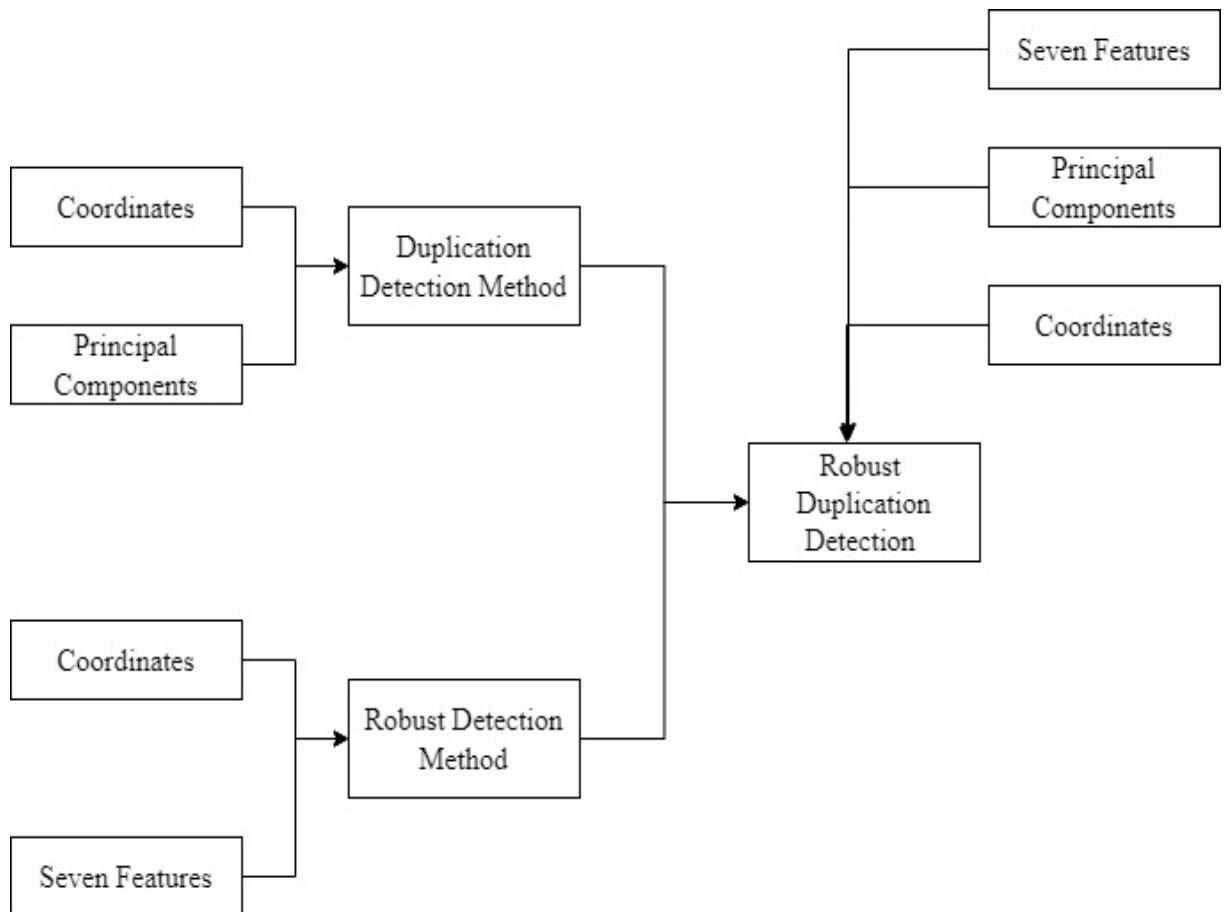 Seven Features
Principal
Components
Coordinates
Coordinates
Principal
Components
Duplication
Detection Method
Robust
Duplication
Detection
Coordinates
Seven Features
Robust Detection
Method